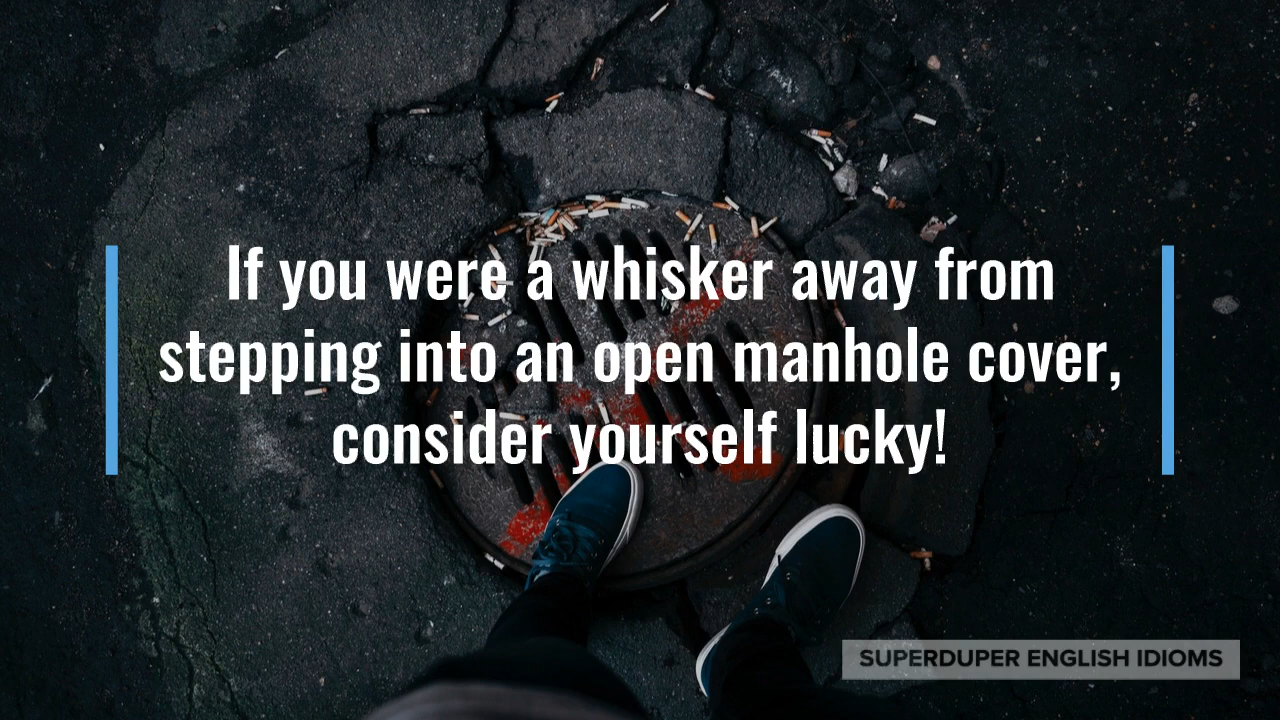 If you were a whisker away from
stepping into an open manhole cover,
consider yourself lucky!
SUPERDUPER ENGLISH IDIOMS